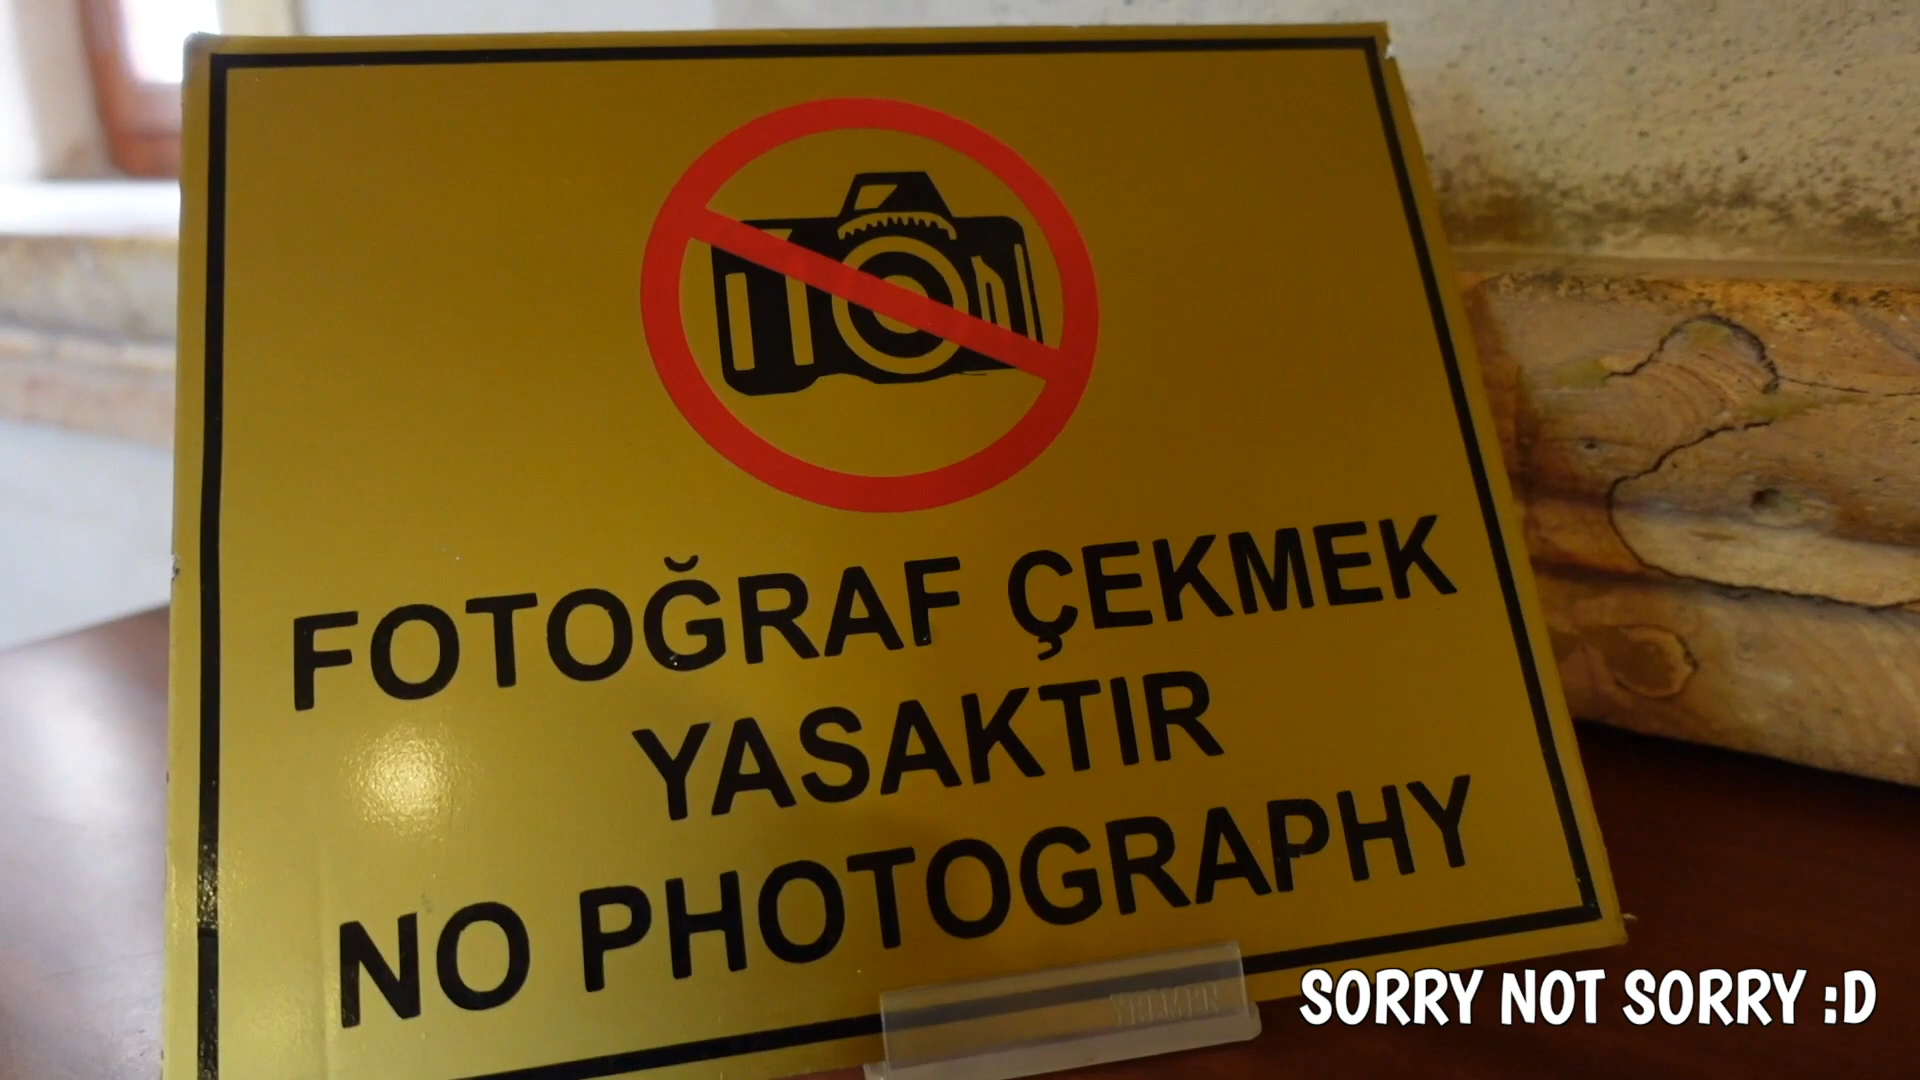 FOTOĞRAF ÇEKMEK
YASAKTIR
NO PHOTOGRAPHY
SORRY NOT SORRY :D